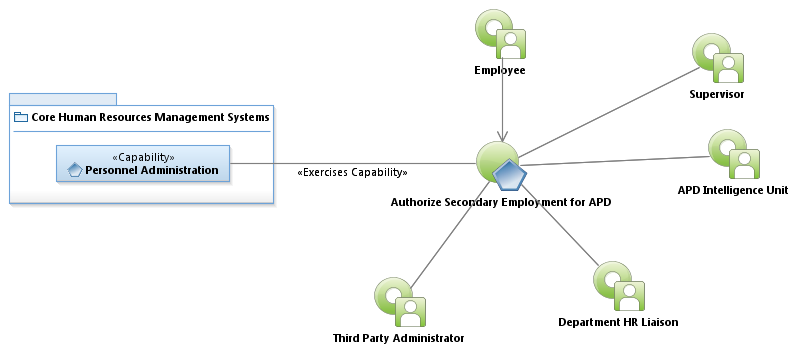 Employee
Supervisor
Core Human Resources Management Systems
«Capability»
Personnel Administration
«Exercises Capability»
APD Intelligence Unit
Authorize Secondary Employment for APD
Department HR Liaison
Third Party Administrator